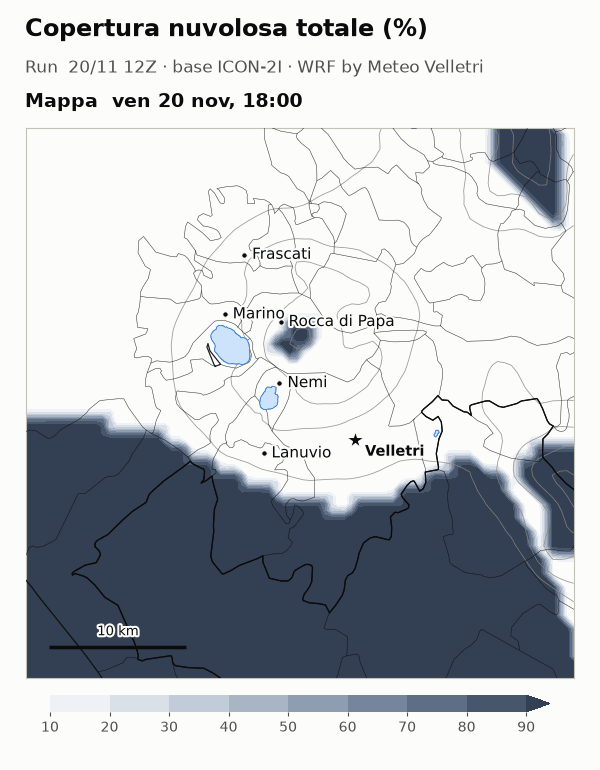 Copertura nuvolosa totale (%)
Run  20/11 12Z · base ICON-2I · WRF by Meteo Velletri
Mappa  ven 20 nov, 18:00
Frascati
Marino
Rocca di Papa
Nemi
Velletri
Lanuvio
10 km
10 20 30 40 50 60 70 80 90